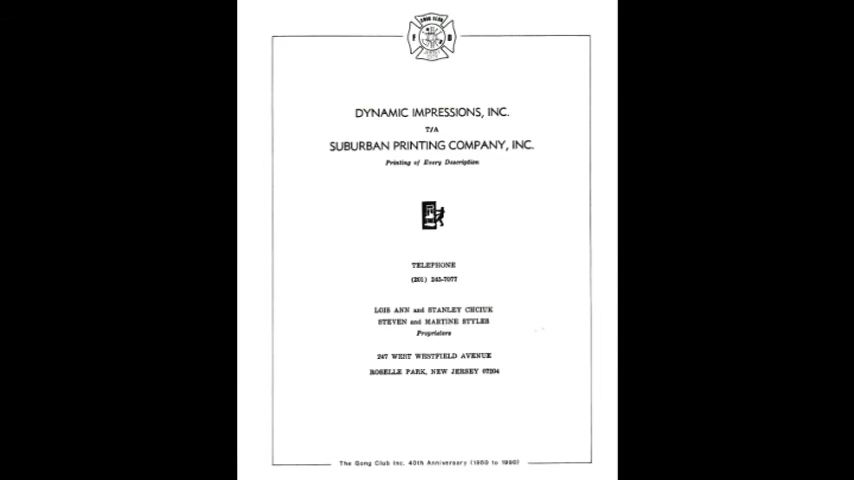 GONG CLUB
F D
DYNAMIC IMPRESSIONS, INC.
T/A
SUBURBAN PRINTING COMPANY, INC.
Printing of Every Description
TELEPHONE
(201) 245-7077
LOIS ANN and STANLEY CHCIUK
STEVEN and MARTINE STYLES
Proprietors
247 WEST WESTFIELD AVENUE
ROSELLE PARK, NEW JERSEY 07204
The Gong Club Inc. 40th Anniversary (1950 to 1990)